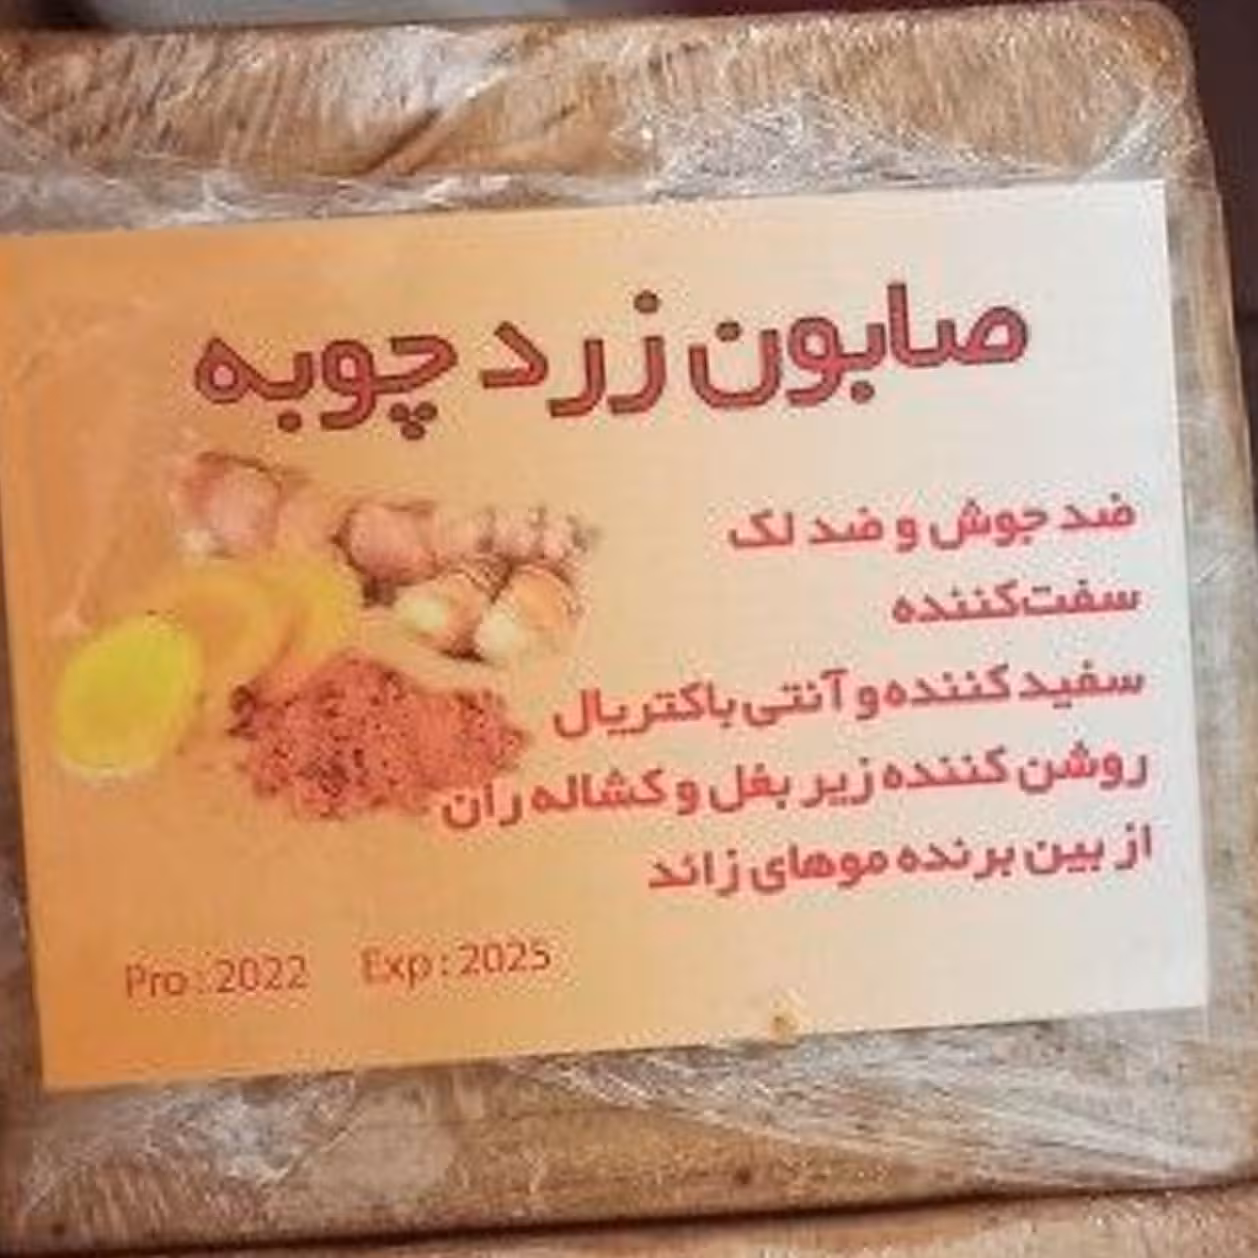 صابون زرد چوبه
ضد جوش و ضد لک
سفت‌کننده
سفید کننده و آنتی‌باکتریال
روشن کننده زیر بغل و کشاله ران
از بین برنده موهای زائد
Pro : 2022 Exp : 2025